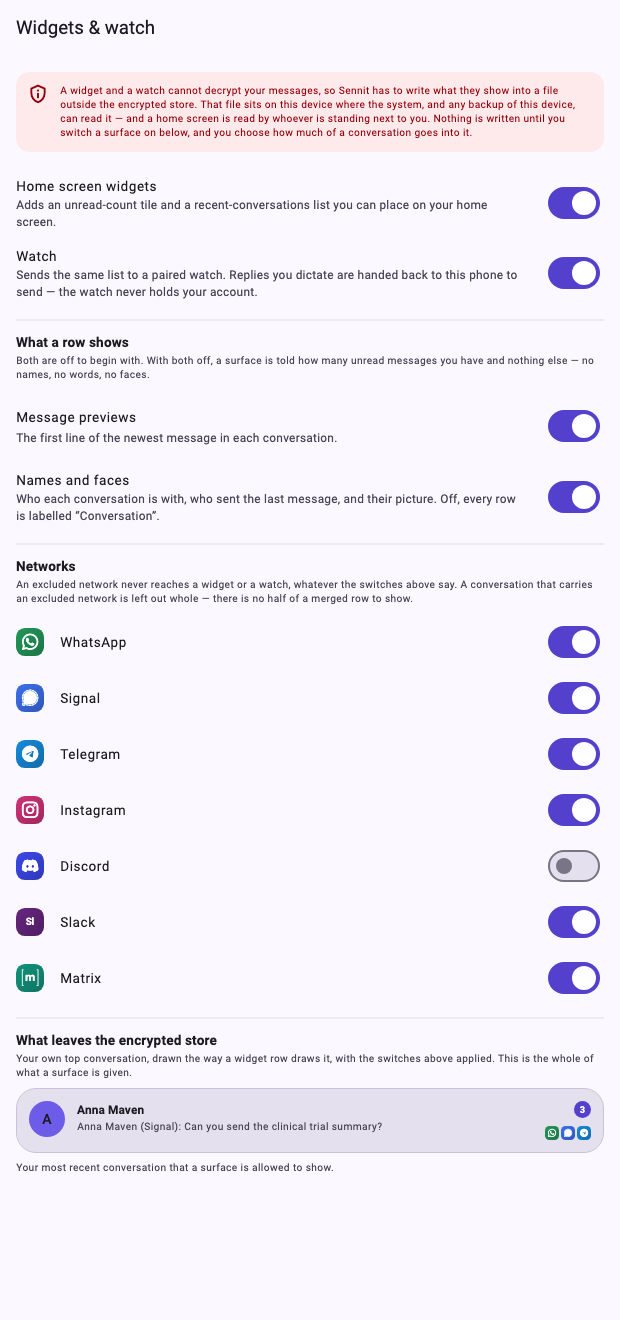 Widgets & watch
A widget and a watch cannot decrypt your messages, so Sennit has to write what they show into a file
outside the encrypted store. That file sits on this device where the system, and any backup of this device,
can read it — and a home screen is read by whoever is standing next to you. Nothing is written until you
switch a surface on below, and you choose how much of a conversation goes into it.
Home screen widgets
Adds an unread-count tile and a recent-conversations list you can place on your home
screen.
Watch
Sends the same list to a paired watch. Replies you dictate are handed back to this phone to
send — the watch never holds your account.
What a row shows
Both are off to begin with. With both off, a surface is told how many unread messages you have and nothing else — no
names, no words, no faces.
Message previews
The first line of the newest message in each conversation.
Names and faces
Who each conversation is with, who sent the last message, and their picture. Off, every row
is labelled “Conversation”.
Networks
An excluded network never reaches a widget or a watch, whatever the switches above say. A conversation that carries
an excluded network is left out whole — there is no half of a merged row to show.
WhatsApp
Signal
Telegram
Instagram
Discord
Sl Slack
[m] Matrix
What leaves the encrypted store
Your own top conversation, drawn the way a widget row draws it, with the switches above applied. This is the whole of
what a surface is given.
A
Anna Maven
3
Anna Maven (Signal): Can you send the clinical trial summary?
Your most recent conversation that a surface is allowed to show.